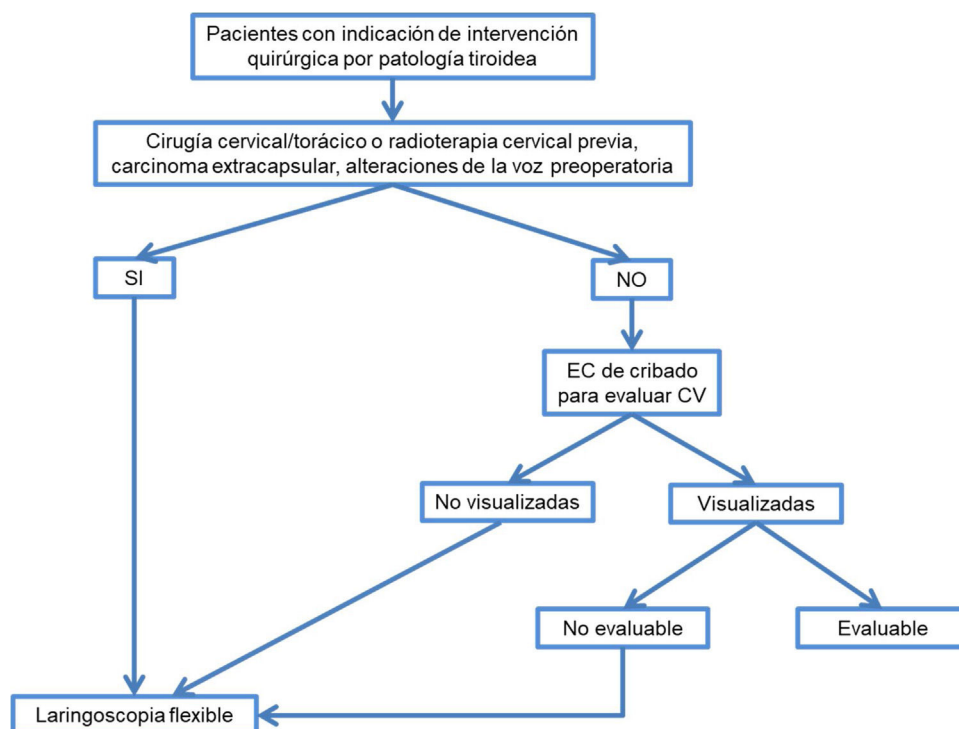 Pacientes con indicación de intervención
quirúrgica por patología tiroidea
Cirugía cervical/torácico o radioterapia cervical previa,
carcinoma extracapsular, alteraciones de la voz preoperatoria
SI
NO
EC de cribado
para evaluar CV
No visualizadas
Visualizadas
No evaluable
Evaluable
Laringoscopia flexible